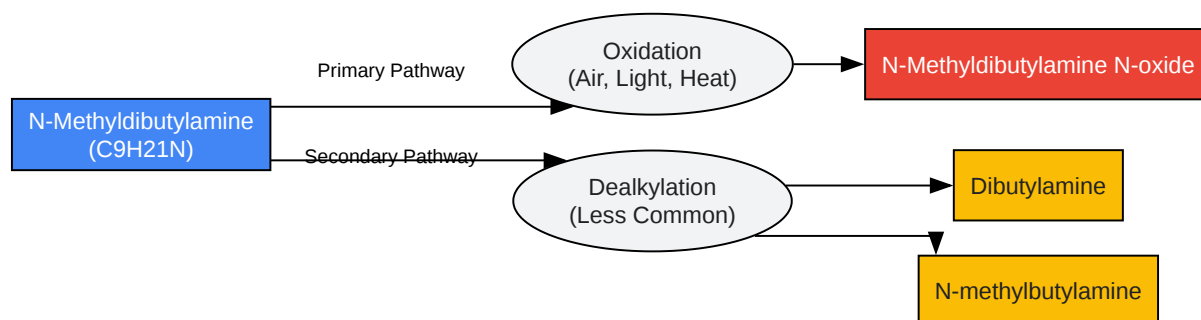 Oxidation
(Air, Light, Heat)
N-Methyldibutylamine N-oxide
Primary Pathway
N-Methyldibutylamine
(C9H21N)
Secondary Pathway
Dealkylation
(Less Common)
Dibutylamine
N-methylbutylamine